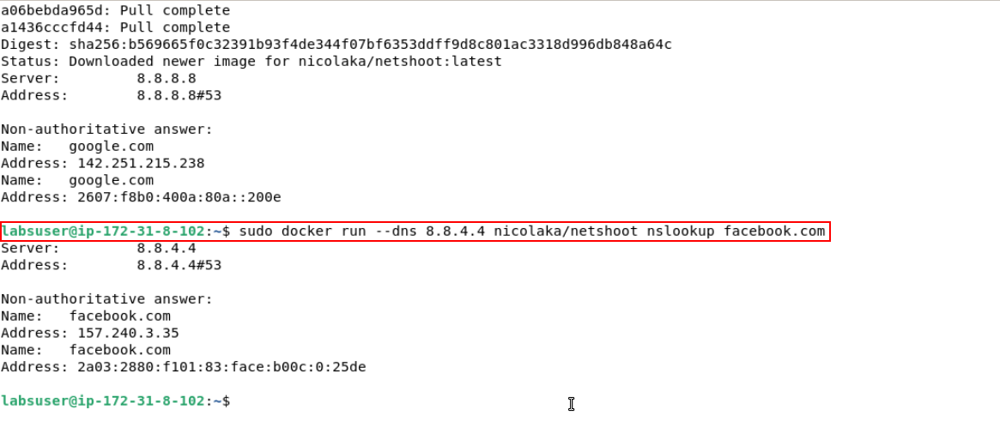 a06bebda965d: Pull complete
a1436cccfd44: Pull complete
Digest: sha256:b569665f0c32391b93f4de344f07bf6353ddff9d8c801ac3318d996db848a64c
Status: Downloaded newer image for nicolaka/netshoot:latest
Server:         8.8.8.8
Address:        8.8.8.8#53
Non-authoritative answer:
Name:   google.com
Address: 142.251.215.238
Name:   google.com
Address: 2607:f8b0:400a:80a::200e
labsuser@ip-172-31-8-102:~$ sudo docker run --dns 8.8.4.4 nicolaka/netshoot nslookup facebook.com
Server:         8.8.4.4
Address:        8.8.4.4#53
Non-authoritative answer:
Name:   facebook.com
Address: 157.240.3.35
Name:   facebook.com
Address: 2a03:2880:f101:83:face:b00c:0:25de
labsuser@ip-172-31-8-102:~$